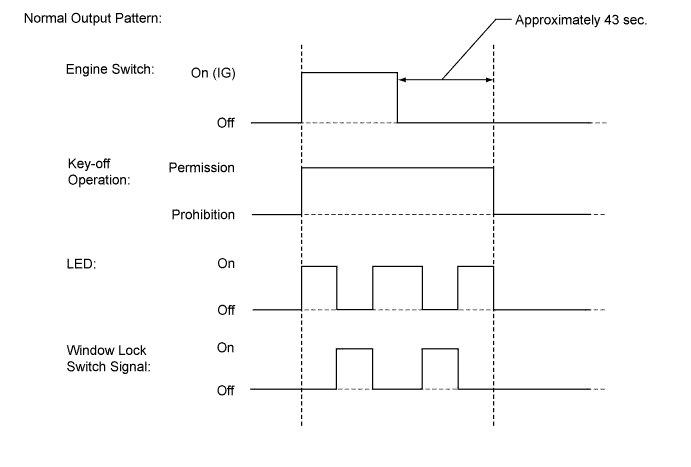 Normal Output Pattern:
Approximately 43 sec.
Engine Switch:
On (IG)
Off
Key-off
Operation:
Permission
Prohibition
LED:
On
Off
Window Lock
Switch Signal:
On
Off